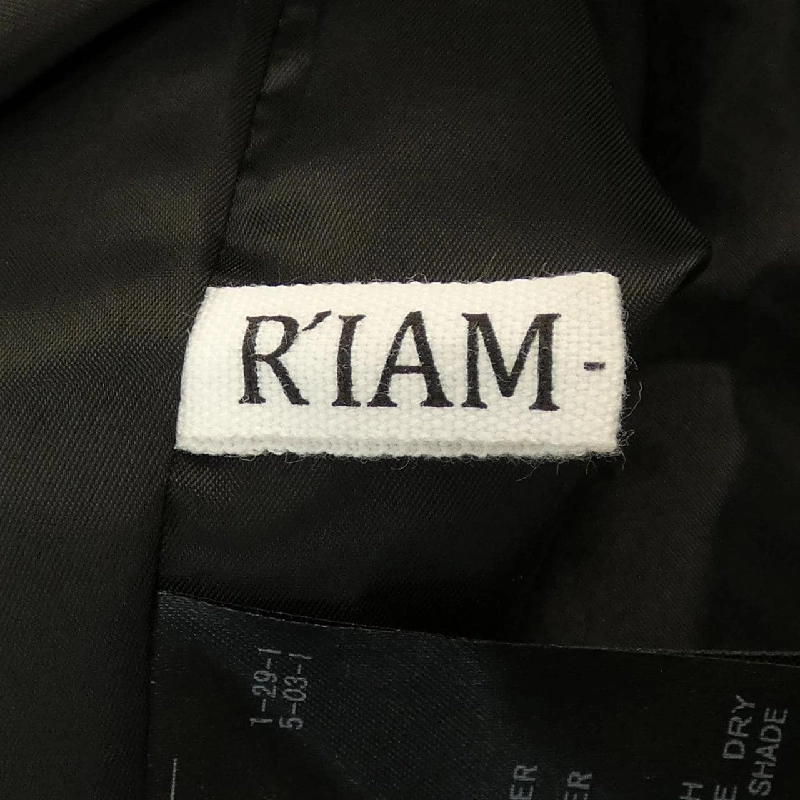 R'IAM-
1-29-1
5-03-1
DRY
SHADE